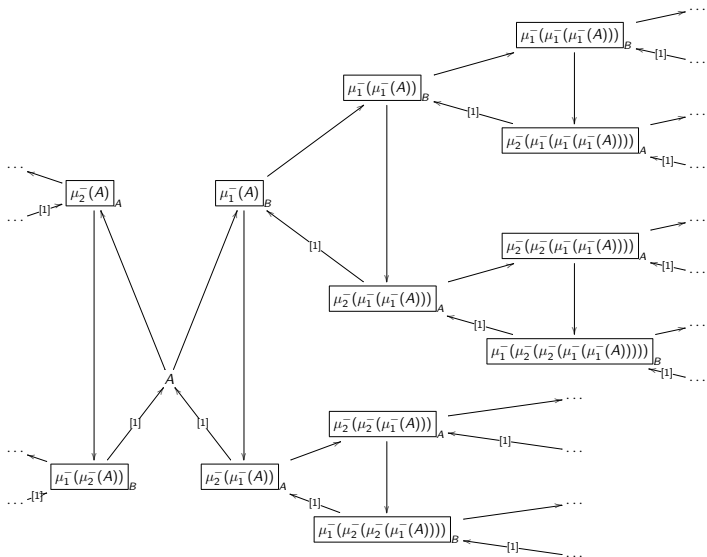 ...
μ₁⁻(μ₁⁻(μ₁⁻(A)))_B
[1]
...
μ₁⁻(μ₁⁻(A))_B
[1]
...
μ₂⁻(μ₁⁻(μ₁⁻(μ₁⁻(A))))_A
[1]
...
...
μ₂⁻(A)_A
μ₁⁻(A)_B
[1]
...
...
[1]
μ₂⁻(μ₂⁻(μ₁⁻(μ₁⁻(A))))_A
[1]
...
μ₂⁻(μ₁⁻(μ₁⁻(A)))_A
[1]
...
μ₁⁻(μ₂⁻(μ₂⁻(μ₁⁻(μ₁⁻(A)))))_B
[1]
...
A
...
[1]
[1]
μ₂⁻(μ₂⁻(μ₁⁻(A)))_A
[1]
...
...
μ₁⁻(μ₂⁻(A))_B
μ₂⁻(μ₁⁻(A))_A
[1]
...
[1]
...
μ₁⁻(μ₂⁻(μ₂⁻(μ₁⁻(A))))_B
[1]
...